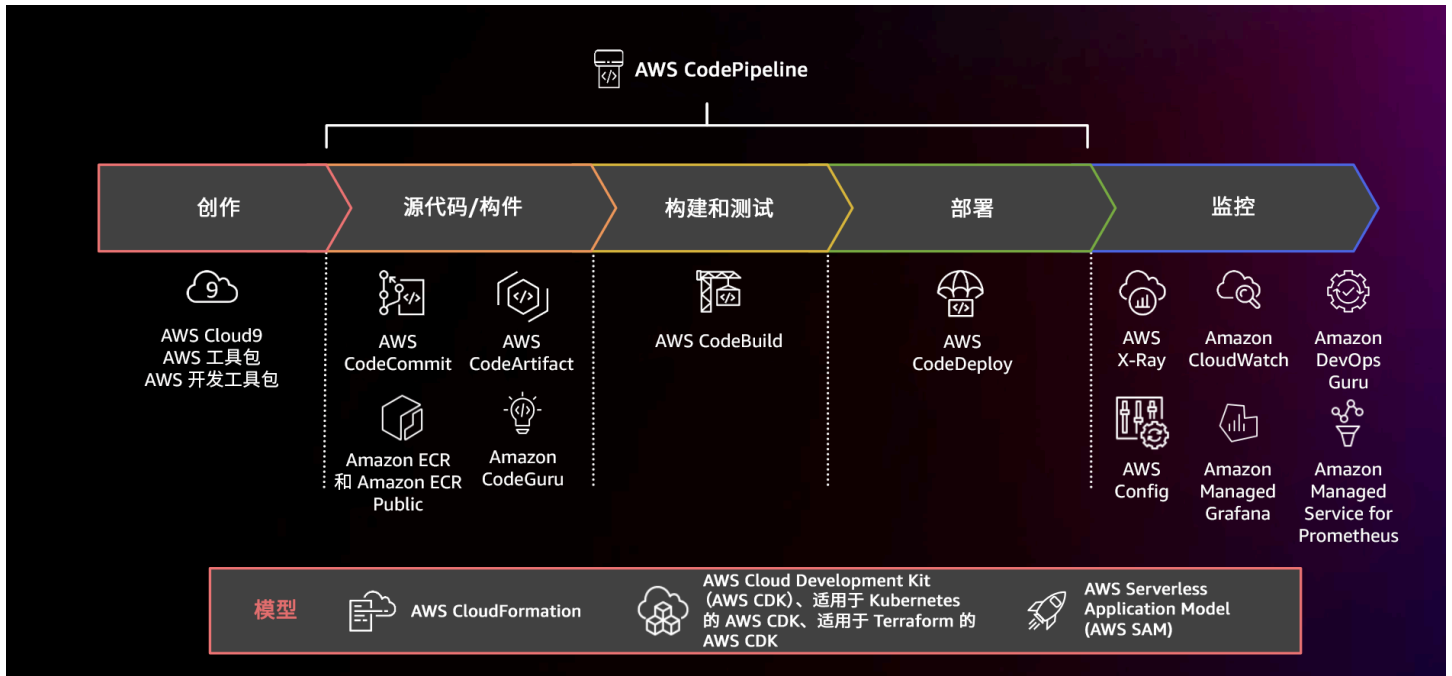 AWS CodePipeline
创作
源代码/构件
构建和测试
部署
监控
9
AWS Cloud9
AWS 工具包
AWS 开发工具包
</>
AWS
CodeCommit
</>
AWS
CodeArtifact
Amazon ECR
和 Amazon ECR
Public
</>
Amazon
CodeGuru
</>
AWS CodeBuild
</>
AWS
CodeDeploy
AWS
X-Ray
Amazon
CloudWatch
Amazon
DevOps
Guru
AWS
Config
Amazon
Managed
Grafana
Amazon
Managed
Service for
Prometheus
模型
AWS CloudFormation
AWS Cloud Development Kit
（AWS CDK）、适用于 Kubernetes
的 AWS CDK、适用于 Terraform 的
AWS CDK
AWS Serverless
Application Model
(AWS SAM)